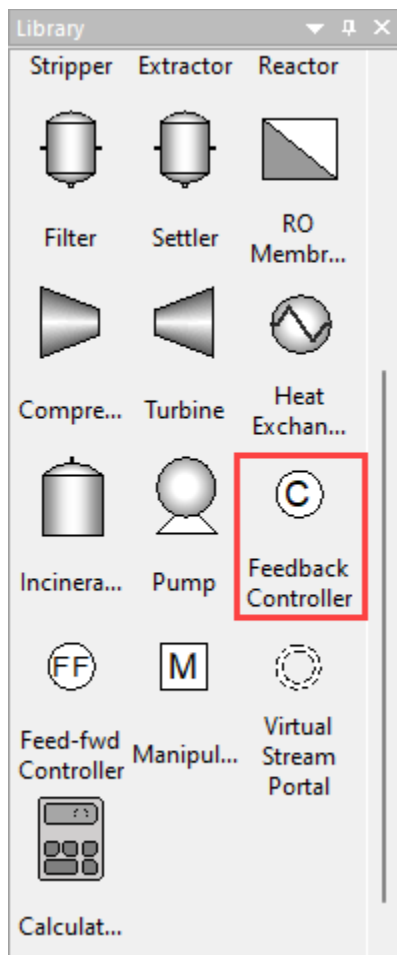 Library
Stripper Extractor Reactor
Filter Settler RO
Membr...
Compre... Turbine Heat
Exchan...
C
Incinera... Pump Feedback
Controller
FF M
Feed-fwd
Controller Manipul... Virtual
Stream
Portal
Calculat...